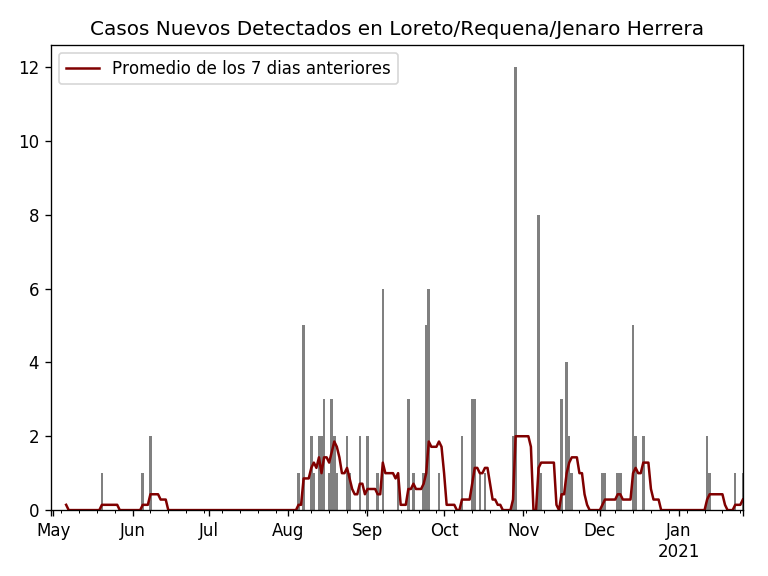 Casos Nuevos Detectados en Loreto/Requena/Jenaro Herrera
Promedio de los 7 dias anteriores
12
10
8
6
4
2
0
May Jun Jul Aug Sep Oct Nov Dec Jan
2021